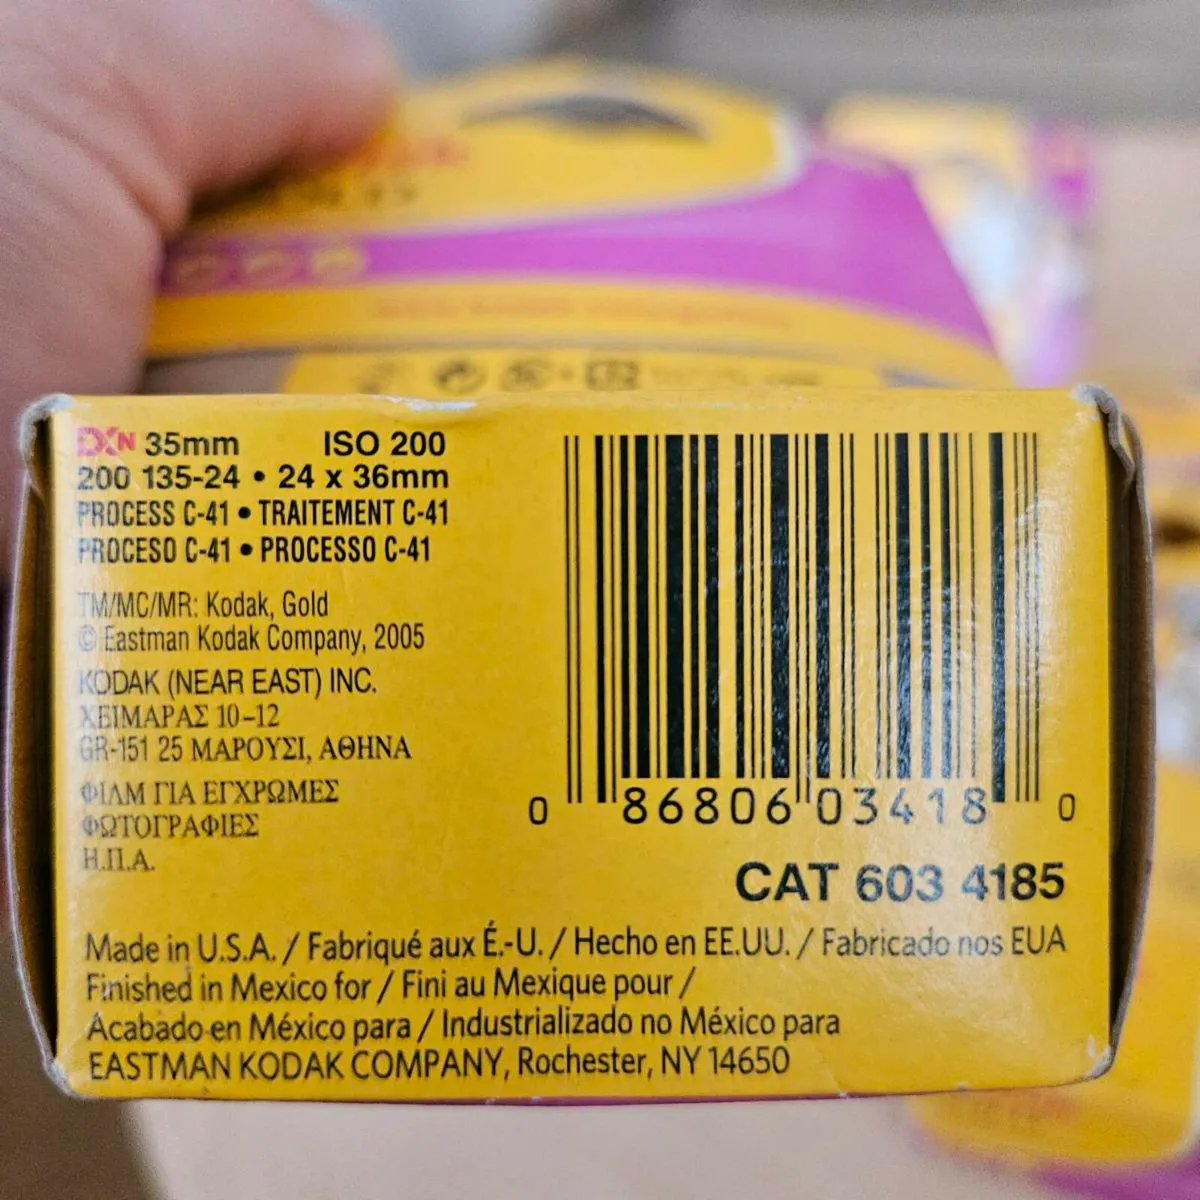 DXN 35mm ISO 200
200 135-24 • 24 x 36mm
PROCESS C-41 • TRAITEMENT C-41
PROCESO C-41 • PROCESSO C-41
TM/MC/MR: Kodak, Gold
© Eastman Kodak Company, 2005
KODAK (NEAR EAST) INC.
ΧΕΙΜΑΡΑΣ 10-12
GR-151 25 ΜΑΡΟΥΣΙ, ΑΘΗΝΑ
ΦΙΛΜ ΓΙΑ ΕΓΧΡΩΜΕΣ
ΦΩΤΟΓΡΑΦΙΕΣ
Η.Π.Α.
0 86806 03418 0
CAT 603 4185
Made in U.S.A. / Fabriqué aux É.-U. / Hecho en EE.UU. / Fabricado nos EUA
Finished in Mexico for / Fini au Mexique pour /
Acabado en México para / Industrializado no México para
EASTMAN KODAK COMPANY, Rochester, NY 14650